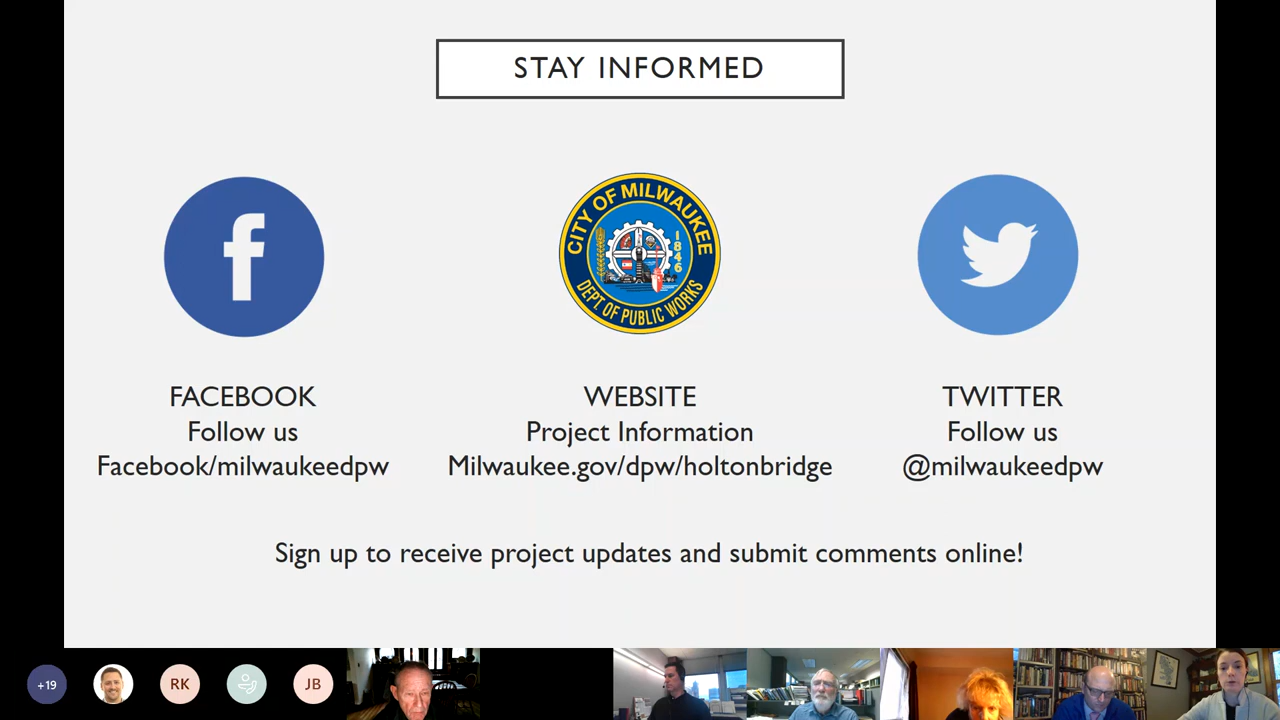 STAY INFORMED
CITY OF MILWAUKEE
1846
DEPT. OF PUBLIC WORKS
FACEBOOK
Follow us
Facebook/milwaukeedpw
WEBSITE
Project Information
Milwaukee.gov/dpw/holtonbridge
TWITTER
Follow us
@milwaukeedpw
Sign up to receive project updates and submit comments online!
+19
RK
JB